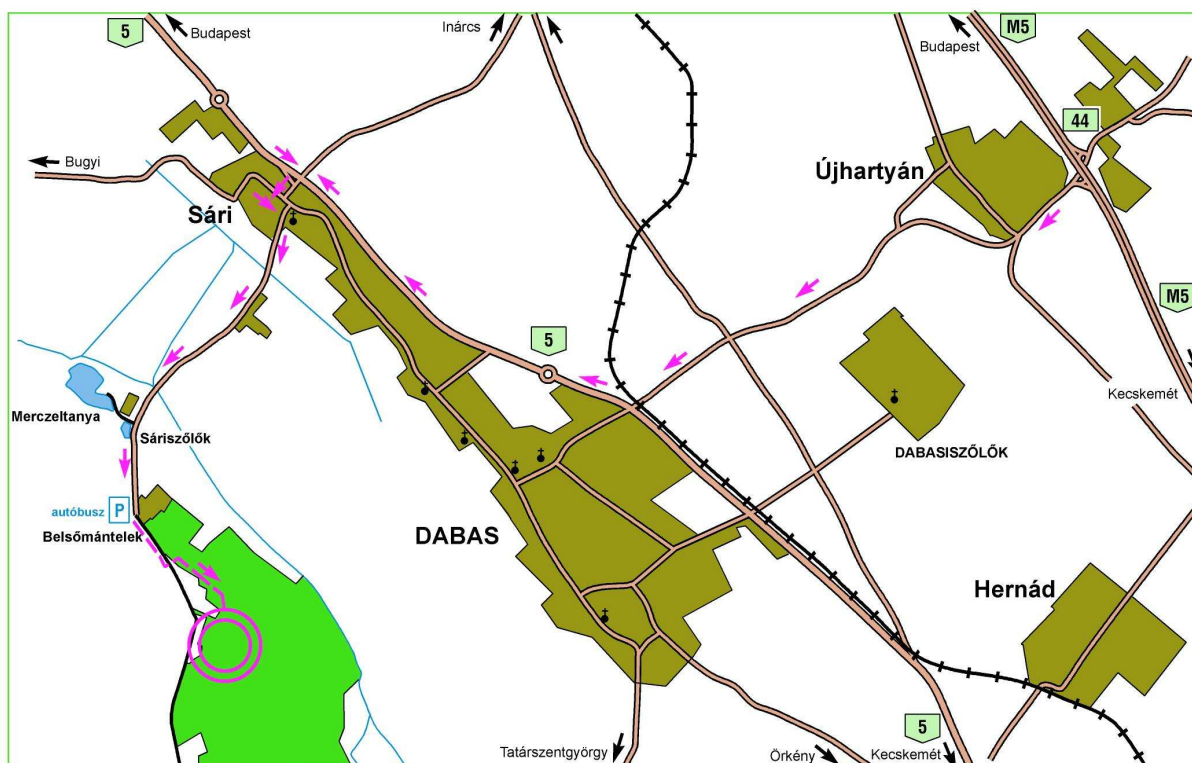 5
Budapest
Inárcs
Budapest
M5
44
Bugyi
Sári
Újhartyán
M5
5
Kecskemét
Merczeltanya
Sáriszőlők
DABASISZŐLŐK
autóbusz P
Belsőmántelek
DABAS
Hernád
5
Tatárszentgyörgy
Örkény
Kecskemét